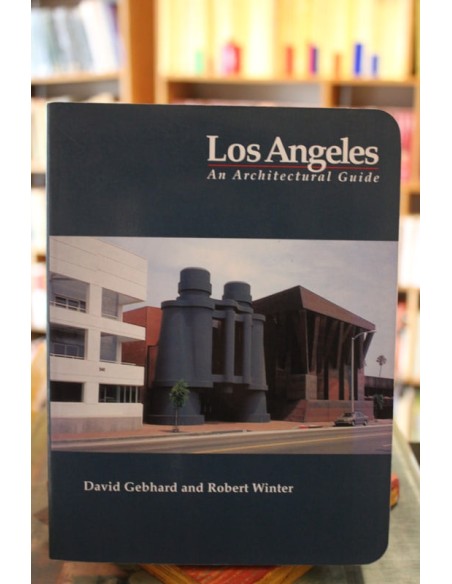 Los Angeles
An Architectural Guide
David Gebhard and Robert Winter